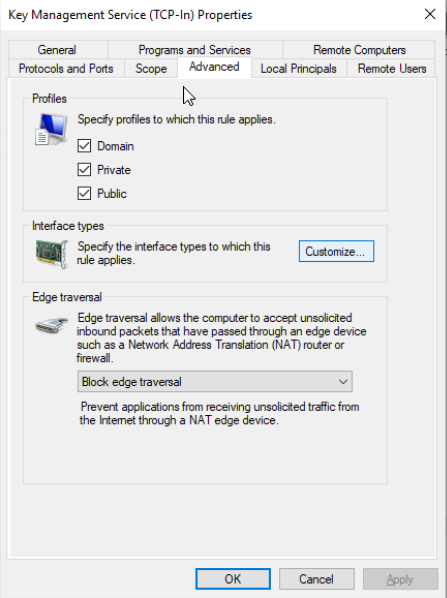 Key Management Service (TCP-In) Properties
General Programs and Services Remote Computers
Protocols and Ports Scope Advanced Local Principals Remote Users
Profiles
Specify profiles to which this rule applies.
Domain
Private
Public
Interface types
Specify the interface types to which this
rule applies.
Customize...
Edge traversal
Edge traversal allows the computer to accept unsolicited
inbound packets that have passed through an edge device
such as a Network Address Translation (NAT) router or
firewall.
Block edge traversal
Prevent applications from receiving unsolicited traffic from
the Internet through a NAT edge device.
OK Cancel Apply